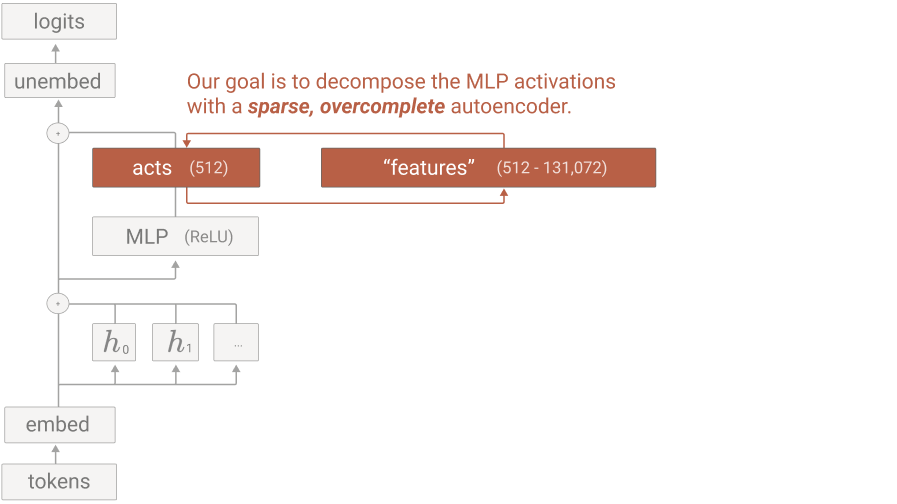 logits
unembed
Our goal is to decompose the MLP activations
with a sparse, overcomplete autoencoder.
+
acts (512)
“features” (512 - 131,072)
MLP (ReLU)
+
h₀
h₁
...
embed
tokens